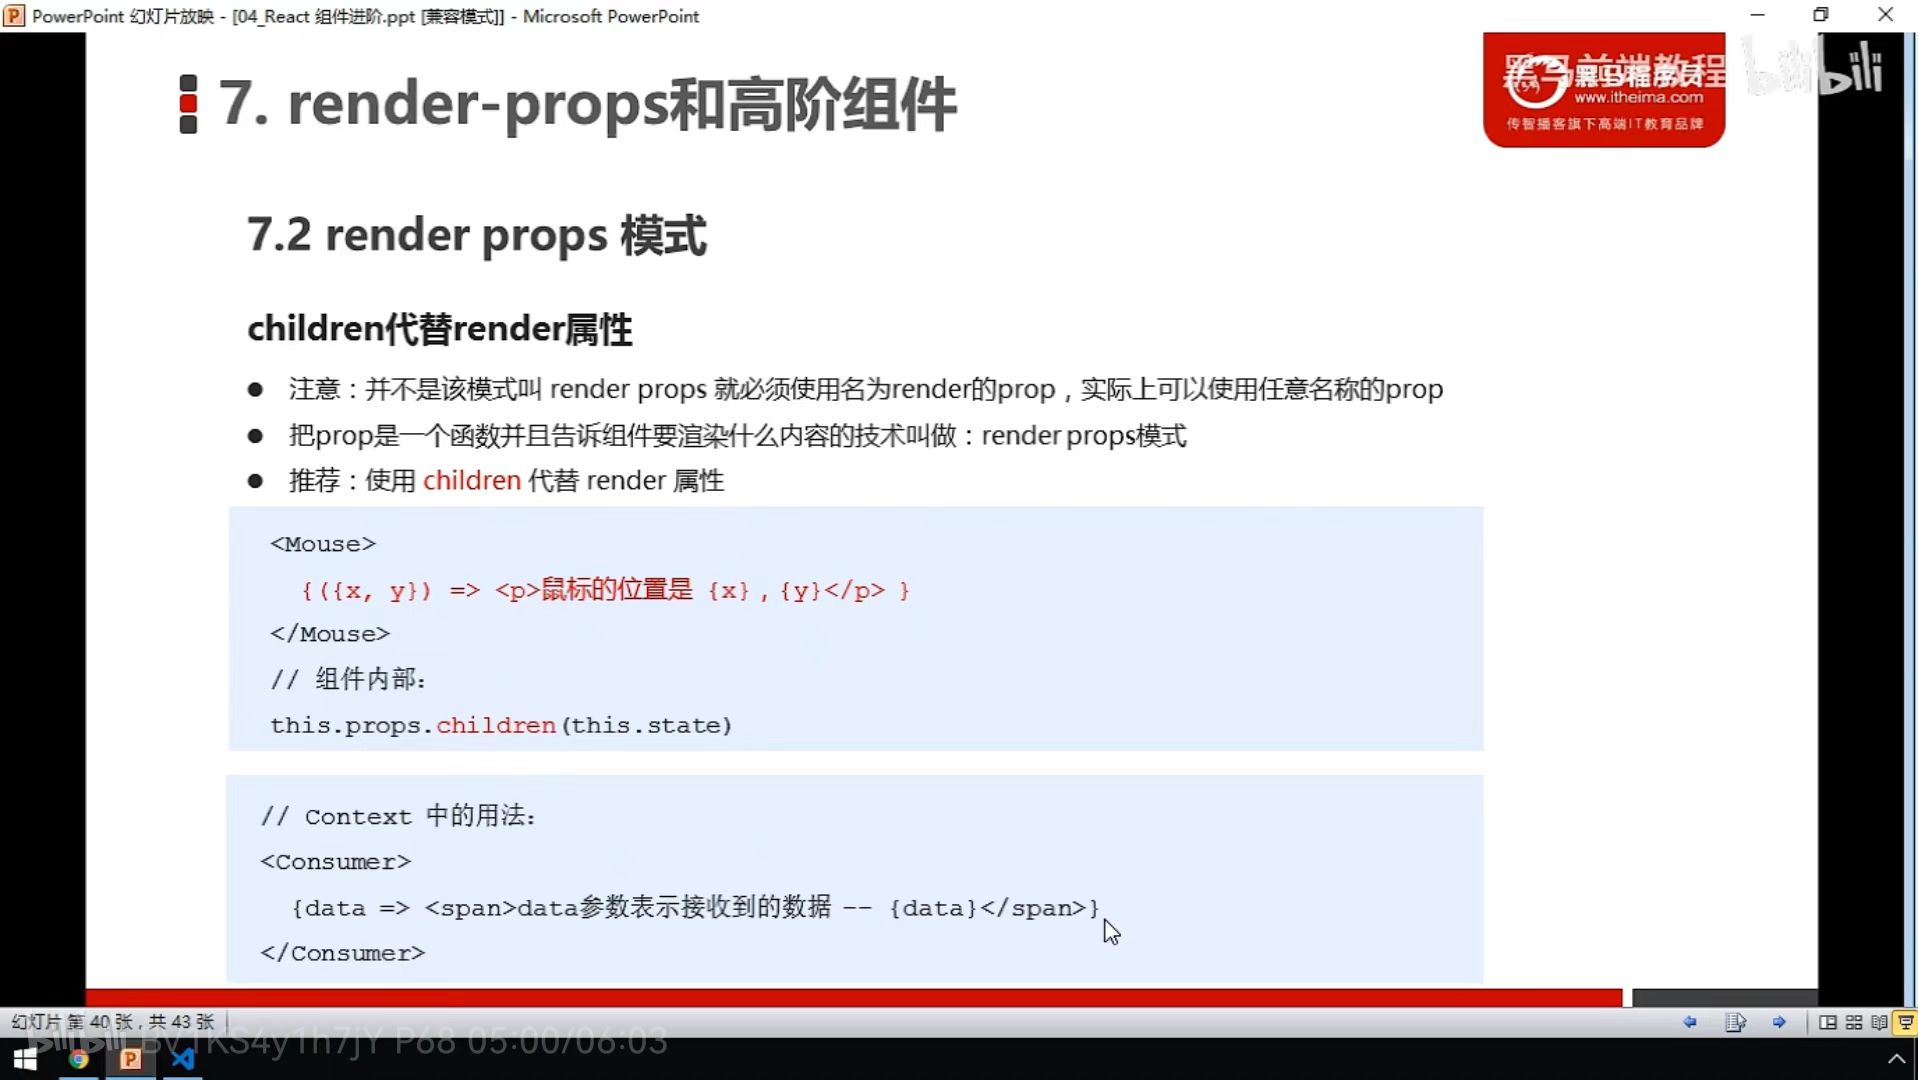 PowerPoint 幻灯片放映 - [04_React 组件进阶.ppt [兼容模式]] - Microsoft PowerPoint
黑马前端教程 bilibili
7. render-props和高阶组件
黑马程序员
www.itheima.com
传智播客旗下高端IT教育品牌
7.2 render props 模式
children代替render属性
● 注意：并不是该模式叫 render props 就必须使用名为render的prop，实际上可以使用任意名称的prop
● 把prop是一个函数并且告诉组件要渲染什么内容的技术叫做：render props模式
● 推荐：使用 children 代替 render 属性
<Mouse>
{({x, y}) => <p>鼠标的位置是 {x}，{y}</p> }
</Mouse>
// 组件内部：
this.props.children(this.state)
// Context 中的用法：
<Consumer>
{data => <span>data参数表示接收到的数据 -- {data}</span>}
</Consumer>
幻灯片 第 40 张，共 43 张
bilibili BV1KS4y1h7jY P68 05:00/06:03